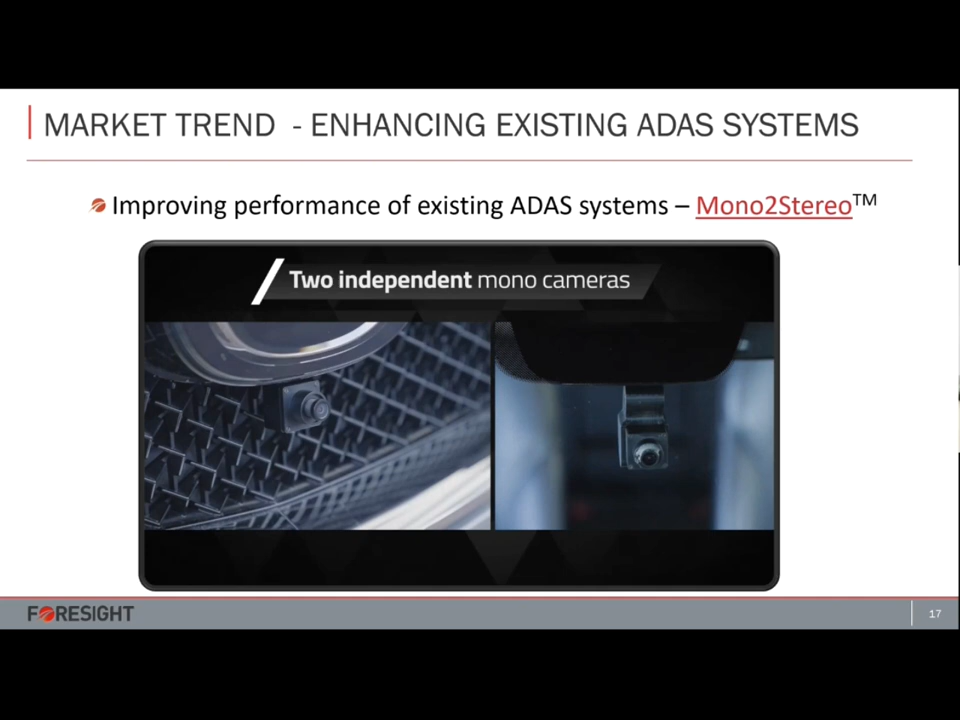 MARKET TREND - ENHANCING EXISTING ADAS SYSTEMS
Improving performance of existing ADAS systems – Mono2Stereo™
Two independent mono cameras
FORESIGHT
17